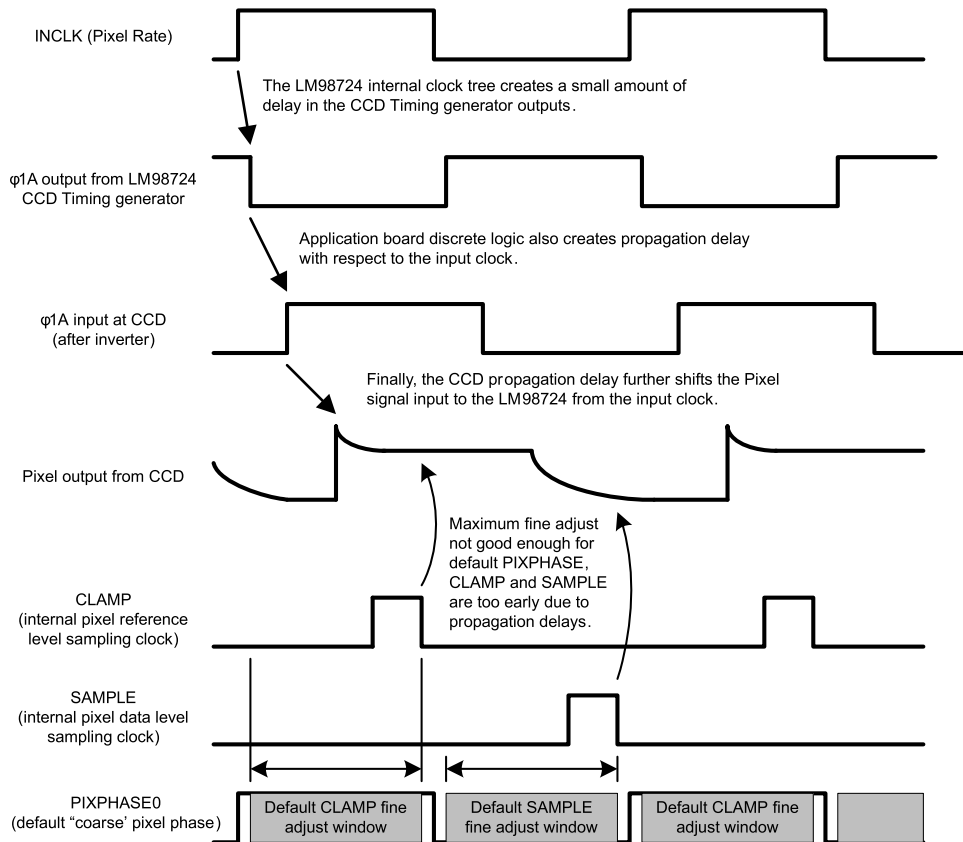 INCLK (Pixel Rate)
The LM98724 internal clock tree creates a small amount of
delay in the CCD Timing generator outputs.
φ1A output from LM98724
CCD Timing generator
Application board discrete logic also creates propagation delay
with respect to the input clock.
φ1A input at CCD
(after inverter)
Finally, the CCD propagation delay further shifts the Pixel
signal input to the LM98724 from the input clock.
Pixel output from CCD
Maximum fine adjust
not good enough for
default PIXPHASE,
CLAMP and SAMPLE
are too early due to
propagation delays.
CLAMP
(internal pixel reference
level sampling clock)
SAMPLE
(internal pixel data level
sampling clock)
PIXPHASE0
(default “coarse’ pixel phase)
Default CLAMP fine
adjust window
Default SAMPLE
fine adjust window
Default CLAMP fine
adjust window